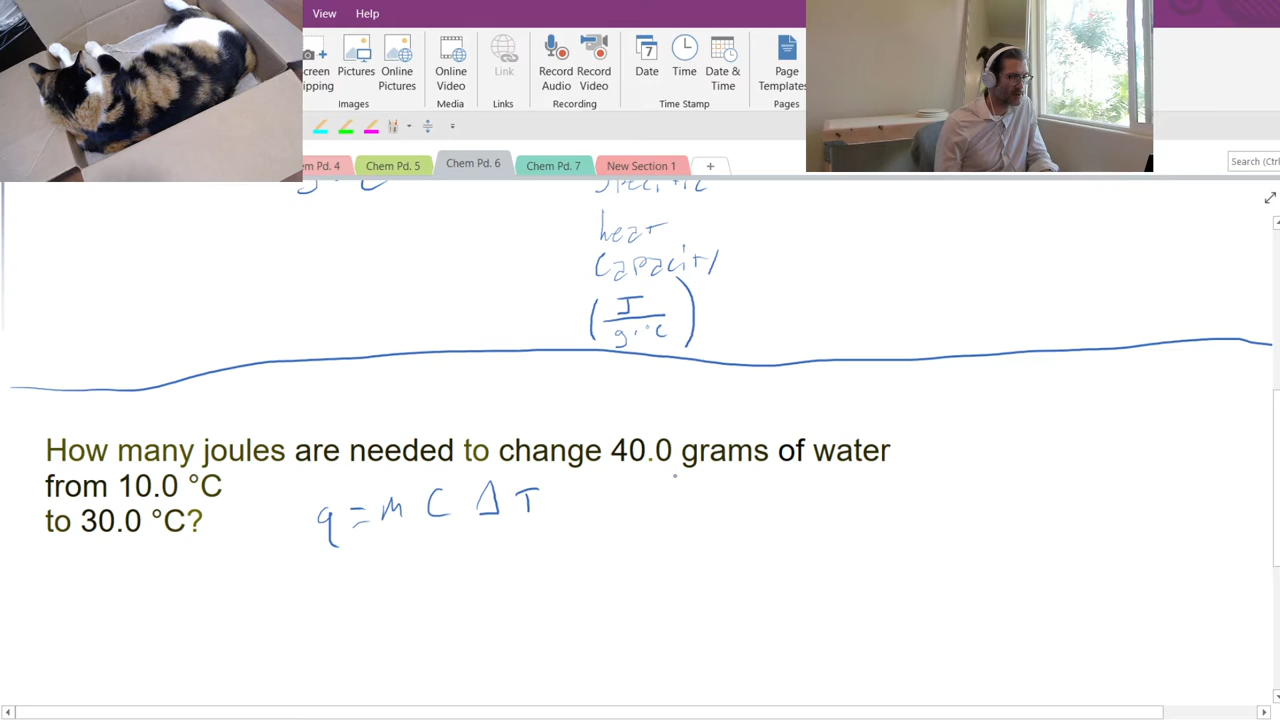 View Help
Screen Clipping
Pictures
Online Pictures
Online Video
Link
Record Audio
Record Video
Date
Time
Date & Time
Page Templates
Images Media Links Recording Time Stamp Pages
Chem Pd. 4 Chem Pd. 5 Chem Pd. 6 Chem Pd. 7 New Section 1 +
Search (Ctrl
heat
capacity
(J
g·°C)
How many joules are needed to change 40.0 grams of water
from 10.0 °C
to 30.0 °C?
q = m C Δ T